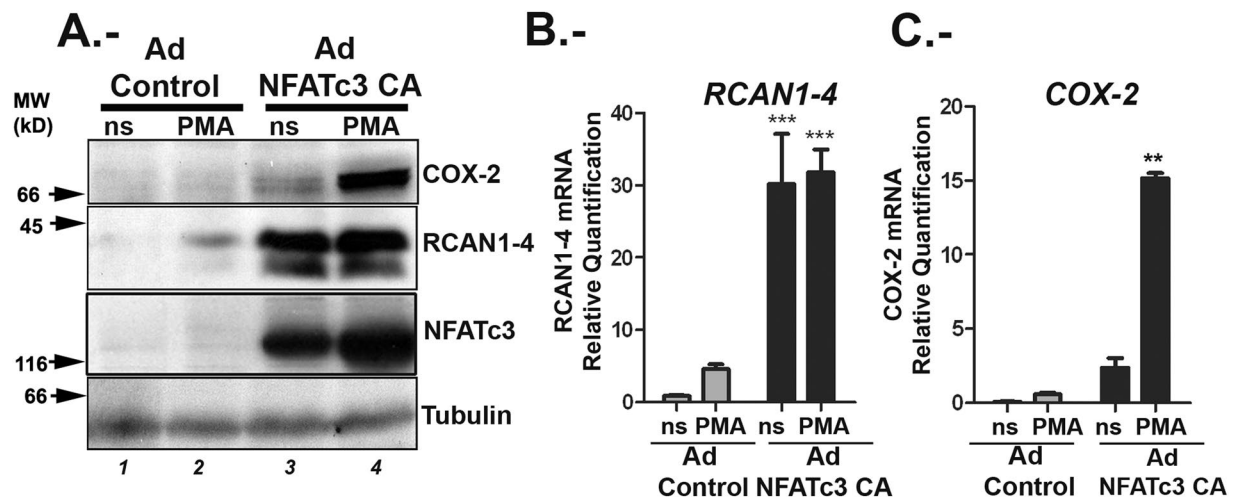 A.-
Ad
Control
Ad
NFATc3 CA
MW
(kD)
ns
PMA
ns
PMA
COX-2
66
45
RCAN1-4
NFATc3
116
66
Tubulin
1
2
3
4
B.-
RCAN1-4
RCAN1-4 mRNA
Relative Quantification
40
30
20
10
0
***
***
ns
PMA
ns
PMA
Ad
Control
Ad
NFATc3 CA
C.-
COX-2
COX-2 mRNA
Relative Quantification
20
15
10
5
0
**
ns
PMA
ns
PMA
Ad
Control
Ad
NFATc3 CA